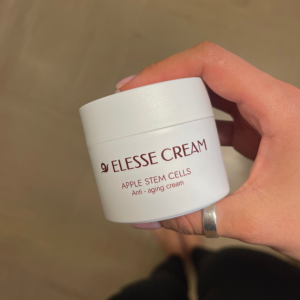 ELESSE CREAM
APPLE STEM CELLS
Anti - aging cream